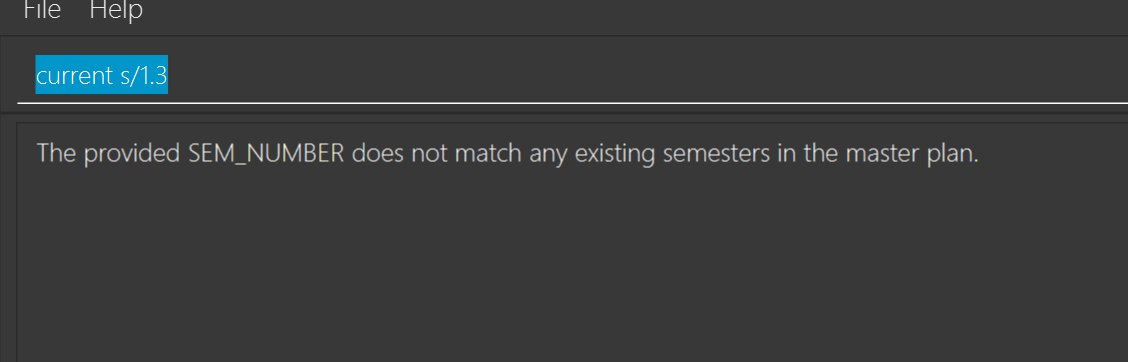 File Help
current s/1.3
The provided SEM_NUMBER does not match any existing semesters in the master plan.